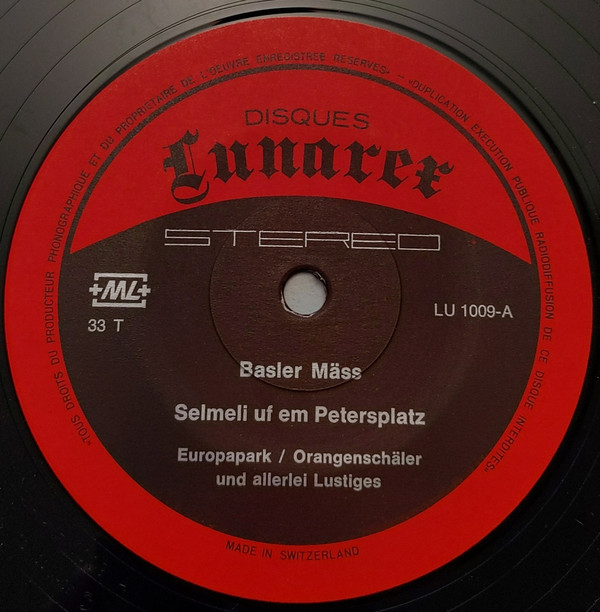 «TOUS DROITS DU PRODUCTEUR PHONOGRAPHIQUE ET DU PROPRIETAIRE DE L'OEUVRE ENREGISTREE RESERVES» – «DUPLICATION EXECUTION PUBLIQUE RADIODIFFUSION DE CE DISQUE INTERDITES»
DISQUES
Lunarex
STEREO
+ML+
33 T
LU 1009-A
Basler Mäss
Selmeli uf em Petersplatz
Europapark / Orangenschäler
und allerlei Lustiges
MADE IN SWITZERLAND